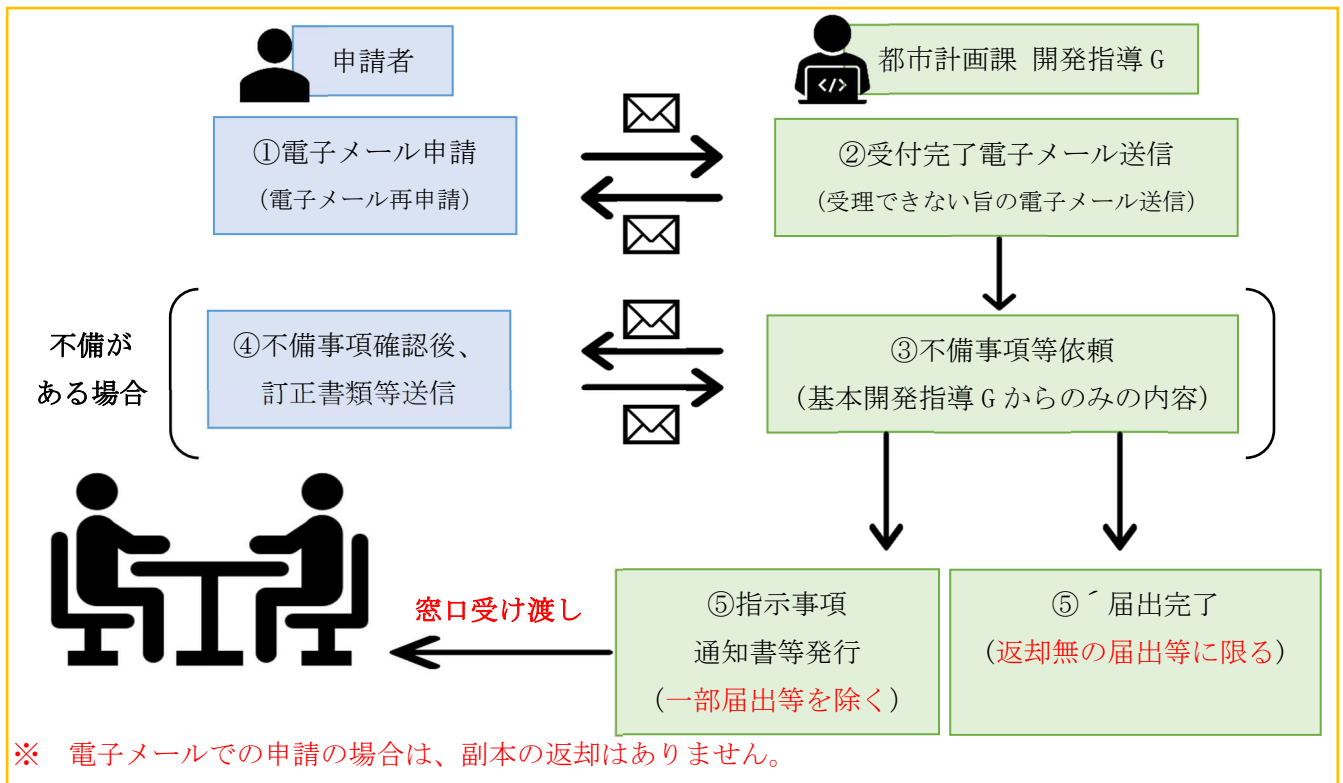 申請者
都市計画課 開発指導 G
</>
①電子メール申請
(電子メール再申請)
②受付完了電子メール送信
(受理できない旨の電子メール送信)
不備が
ある場合
④不備事項確認後、
訂正書類等送信
③不備事項等依頼
(基本開発指導 G からのみの内容)
窓口受け渡し
⑤指示事項
通知書等発行
(一部届出等を除く)
⑤´届出完了
(返却無の届出等に限る)
※ 電子メールでの申請の場合は、副本の返却はありません。